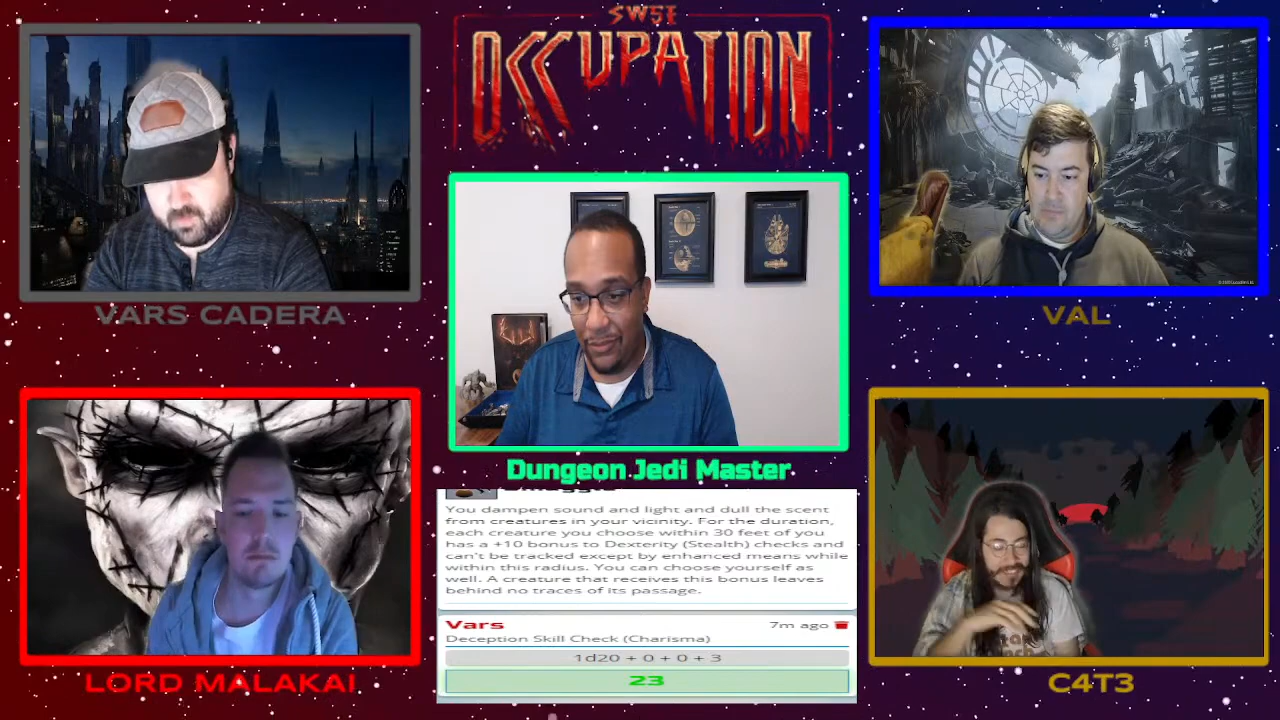 SW5E
OCCUPATION
VARS CADERA
VAL
Dungeon Jedi Master
You dampen sound and light and dull the scent
from creatures in your vicinity. For the duration,
each creature you choose within 30 feet of you
has a +10 bonus to Dexterity (Stealth) checks and
can't be tracked except by enhanced means while
within this radius. You can choose yourself as
well. A creature that receives this bonus leaves
behind no traces of its passage.
Vars
7m ago
Deception Skill Check (Charisma)
1d20 + 0 + 0 + 3
23
LORD MALAKAI
C4T3